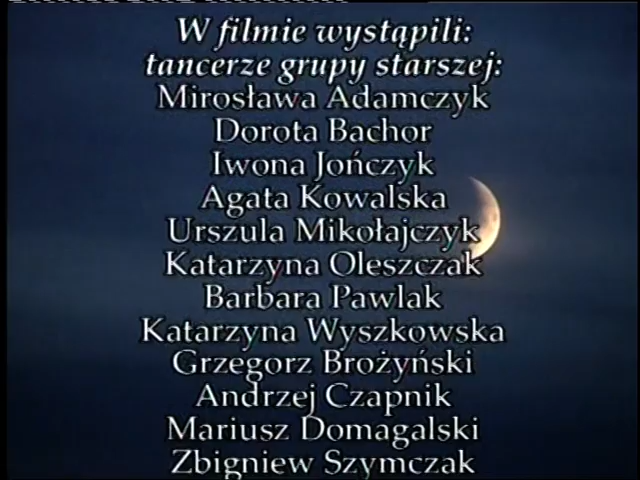 W filmie wystąpili:
tancerze grupy starszej:
Mirosława Adamczyk
Dorota Bachor
Iwona Jończyk
Agata Kowalska
Urszula Mikołajczyk
Katarzyna Oleszczak
Barbara Pawlak
Katarzyna Wyszkowska
Grzegorz Brożyński
Andrzej Czapnik
Mariusz Domagalski
Zbigniew Szymczak